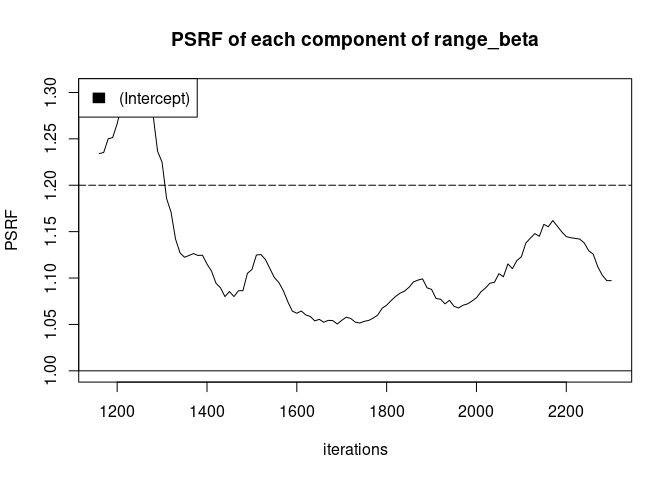 PSRF of each component of range_beta
(Intercept)
PSRF
1.30
1.25
1.20
1.15
1.10
1.05
1.00
1200 1400 1600 1800 2000 2200
iterations